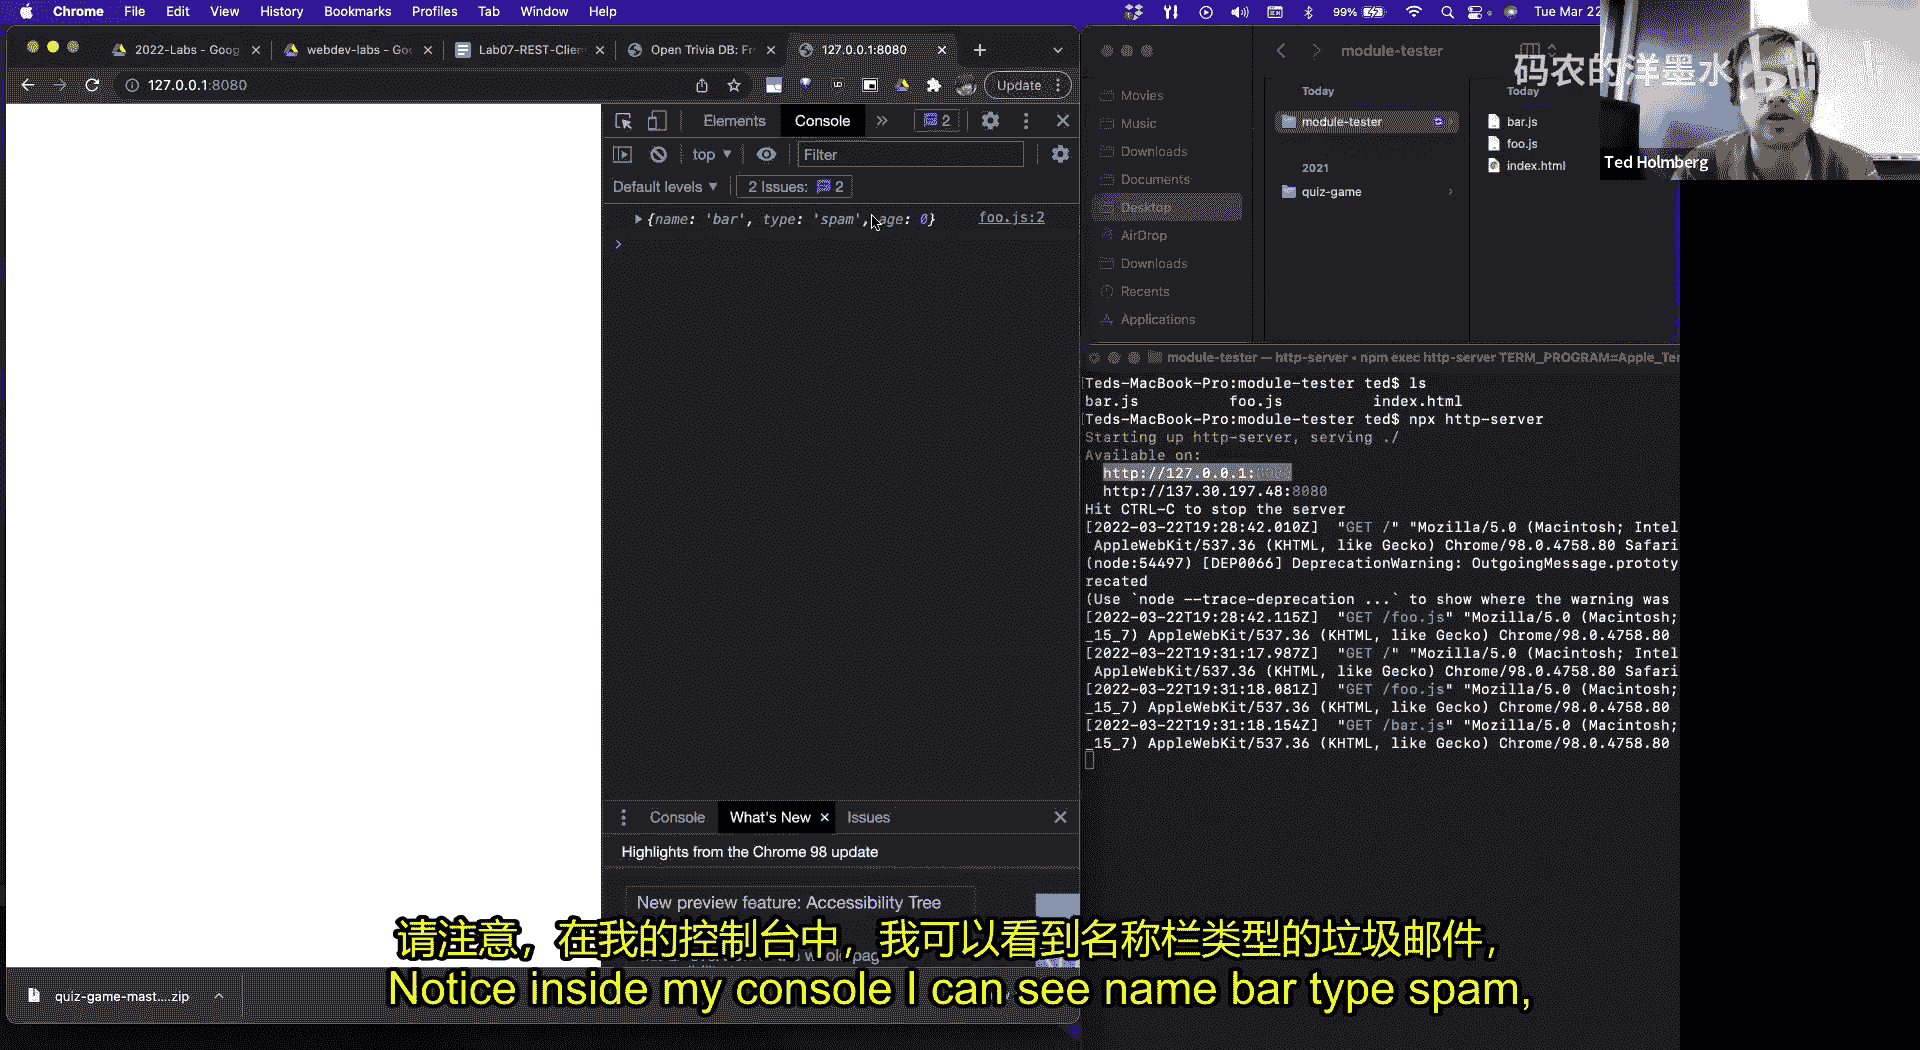 Chrome File Edit View History Bookmarks Profiles Tab Window Help
99% Tue Mar 22
2022-Labs - Goog
webdev-labs - Goo
Lab07-REST-Clien
Open Trivia DB: Fr
127.0.0.1:8080
127.0.0.1:8080
Update
Elements Console 2
top Filter
Default levels 2 Issues: 2
{name: 'bar', type: 'spam', age: 0} foo.js:2
Console What's New Issues
Highlights from the Chrome 98 update
New preview feature: Accessibility Tree
quiz-game-mast....zip
module-tester
Movies
Music
Downloads
Documents
Desktop
AirDrop
Downloads
Recents
Applications
Today
module-tester
2021
quiz-game
Today
bar.js
foo.js
index.html
码农的洋墨水
bilibili
Ted Holmberg
module-tester — http-server • npm exec http-server TERM_PROGRAM=Apple_Ter
[Teds-MacBook-Pro:module-tester ted$ ls
bar.js foo.js index.html
[Teds-MacBook-Pro:module-tester ted$ npx http-server
Starting up http-server, serving ./
Available on:
http://127.0.0.1:8080
http://137.30.197.48:8080
Hit CTRL-C to stop the server
[2022-03-22T19:28:42.010Z] "GET /" "Mozilla/5.0 (Macintosh; Intel
AppleWebKit/537.36 (KHTML, like Gecko) Chrome/98.0.4758.80 Safari
(node:54497) [DEP0066] DeprecationWarning: OutgoingMessage.prototy
recated
(Use `node --trace-deprecation ...` to show where the warning was
[2022-03-22T19:28:42.115Z] "GET /foo.js" "Mozilla/5.0 (Macintosh;
_15_7) AppleWebKit/537.36 (KHTML, like Gecko) Chrome/98.0.4758.80
[2022-03-22T19:31:17.987Z] "GET /" "Mozilla/5.0 (Macintosh; Intel
AppleWebKit/537.36 (KHTML, like Gecko) Chrome/98.0.4758.80 Safari
[2022-03-22T19:31:18.081Z] "GET /foo.js" "Mozilla/5.0 (Macintosh;
_15_7) AppleWebKit/537.36 (KHTML, like Gecko) Chrome/98.0.4758.80
[2022-03-22T19:31:18.154Z] "GET /bar.js" "Mozilla/5.0 (Macintosh;
_15_7) AppleWebKit/537.36 (KHTML, like Gecko) Chrome/98.0.4758.80
请注意，在我的控制台中，我可以看到名称栏类型的垃圾邮件，
Notice inside my console I can see name bar type spam,